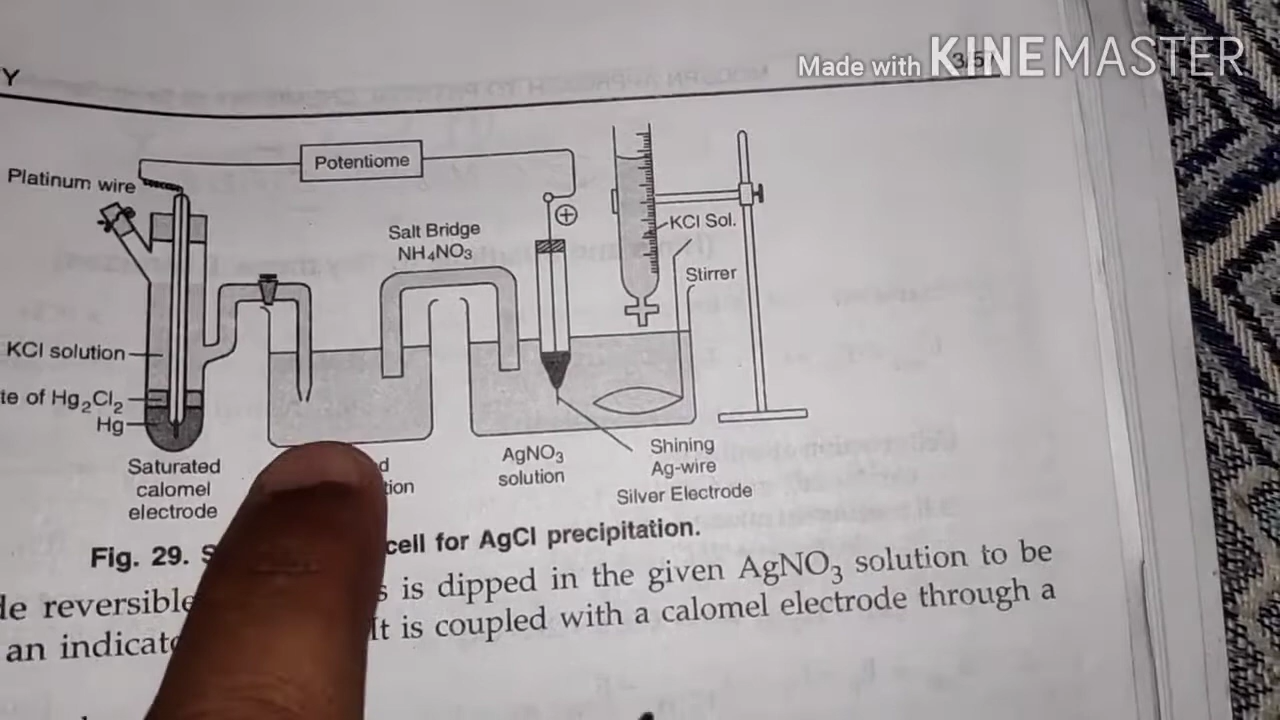 Made with KINEMASTER
Y
Platinum wire
Potentiome
Salt Bridge
NH4NO3
KCl Sol.
Stirrer
KCl solution
te of Hg2Cl2
Hg
Saturated
calomel
electrode
d
tion
AgNO3
solution
Shining
Ag-wire
Silver Electrode
Fig. 29. S cell for AgCl precipitation.
de reversible s is dipped in the given AgNO3 solution to be
an indicat It is coupled with a calomel electrode through a